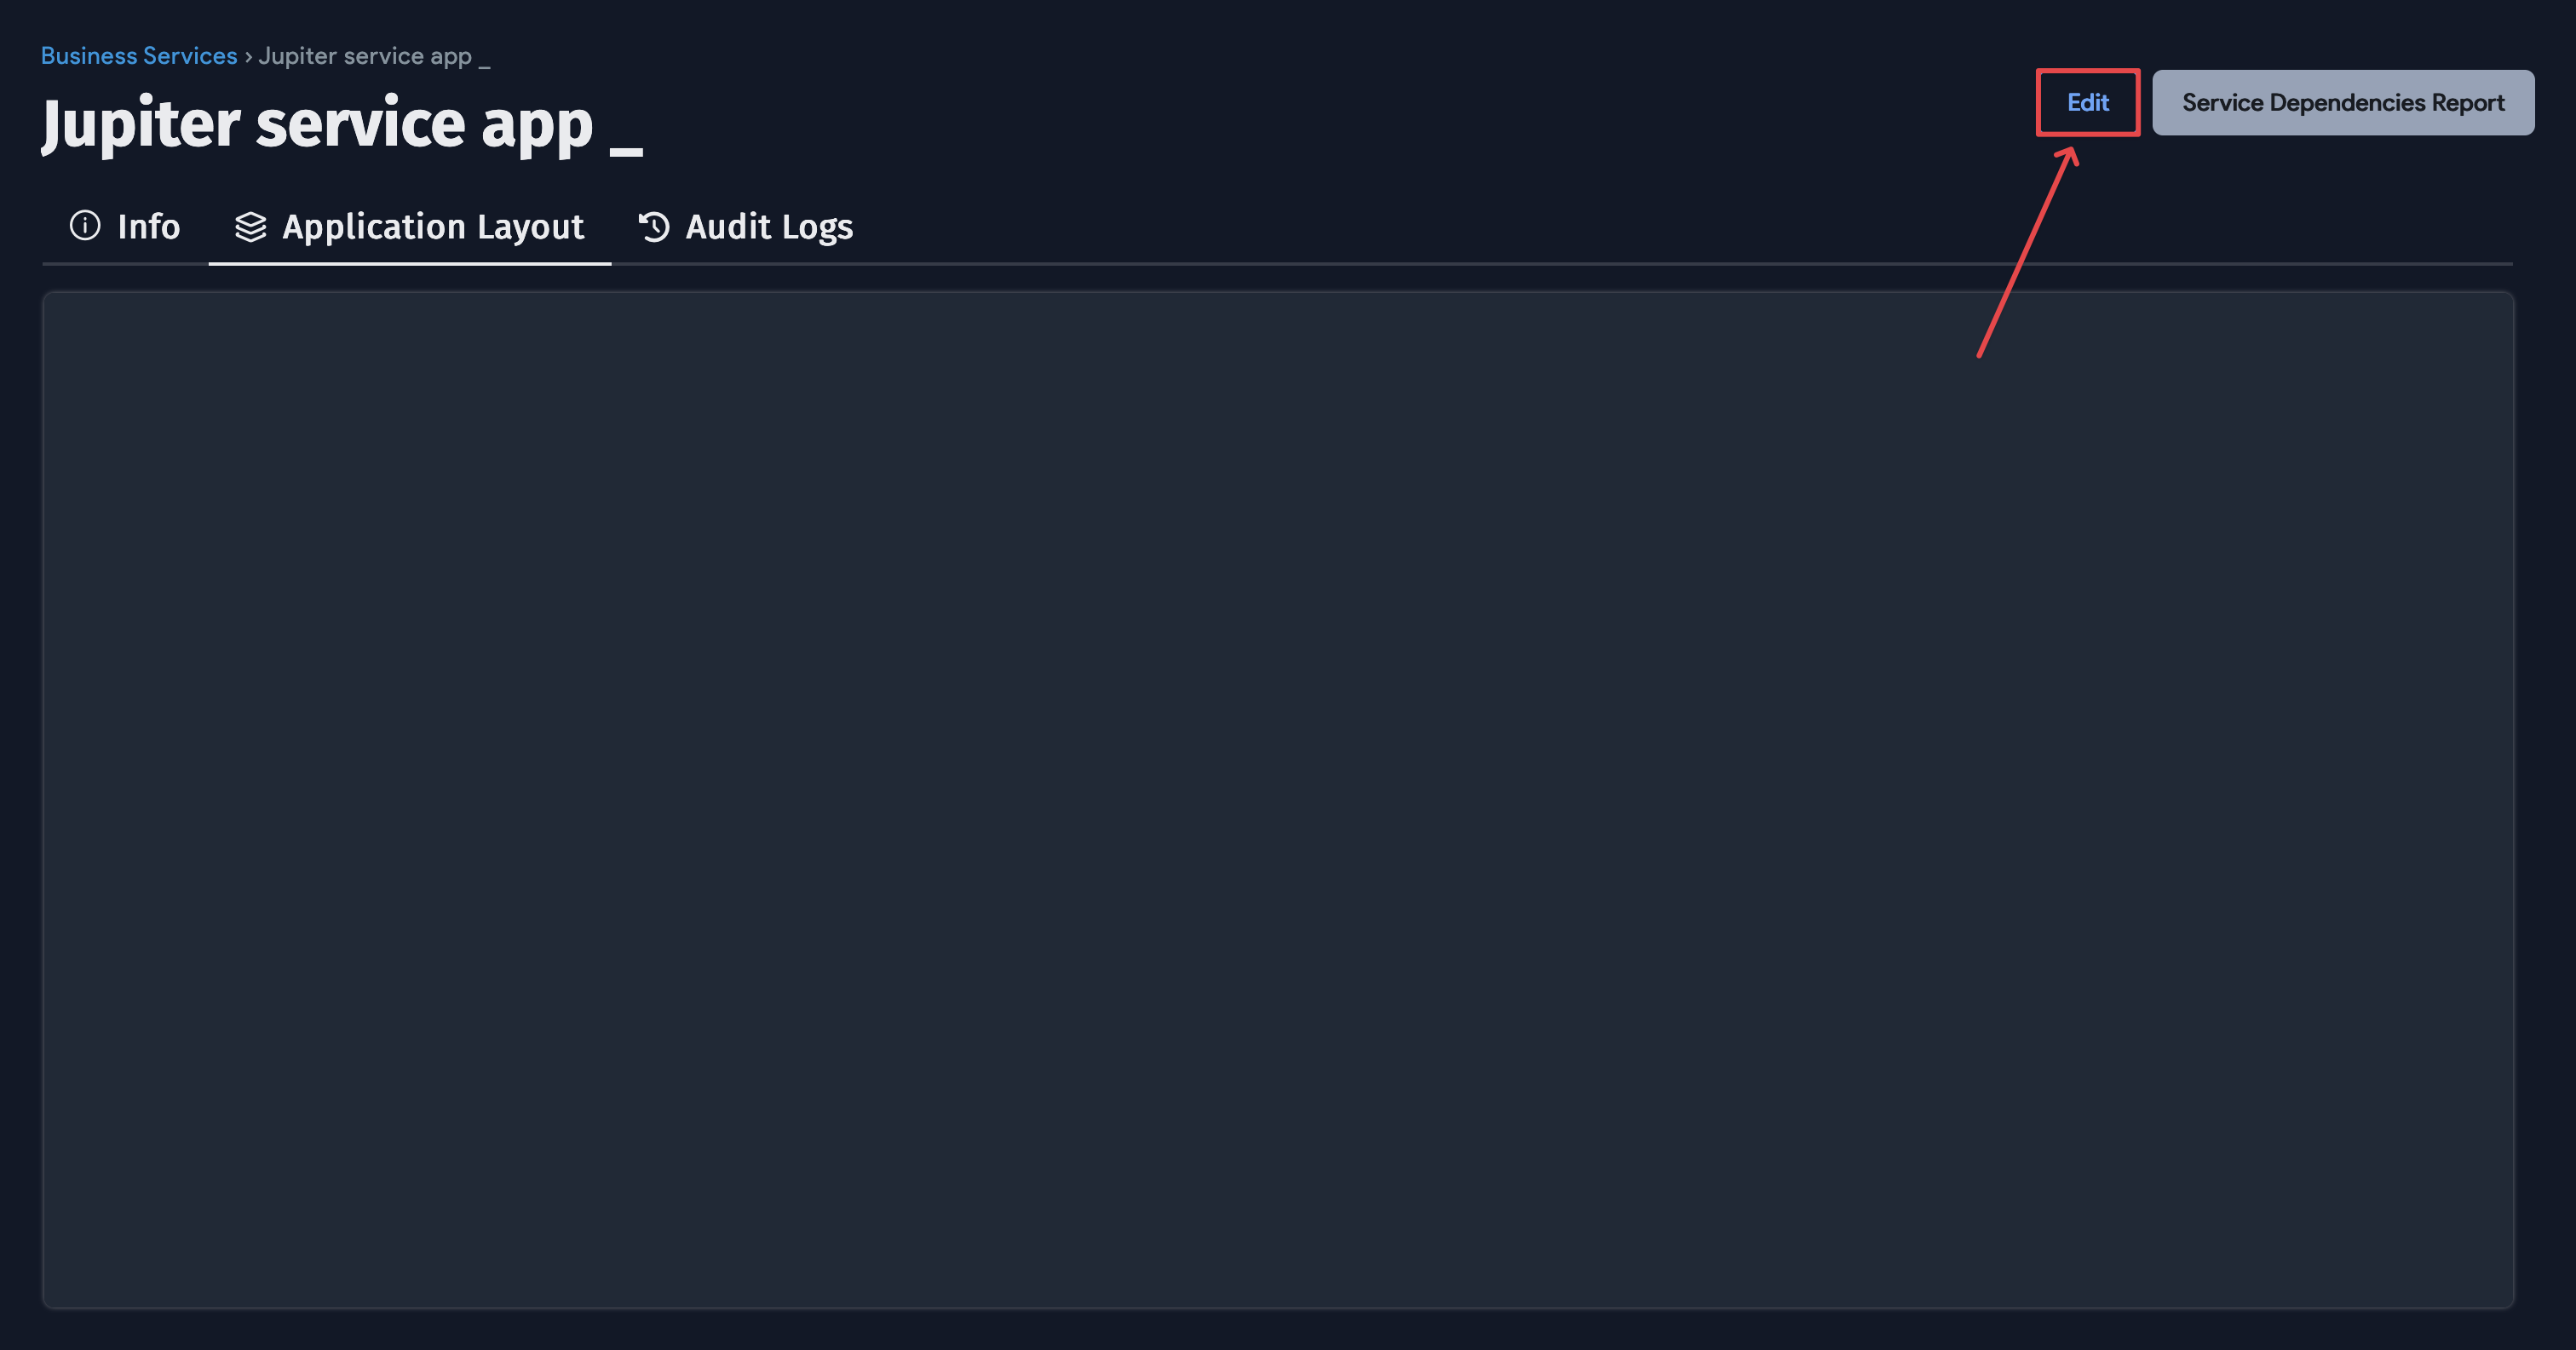 Business Services › Jupiter service app _
Jupiter service app _
Edit
Service Dependencies Report
Info
Application Layout
Audit Logs